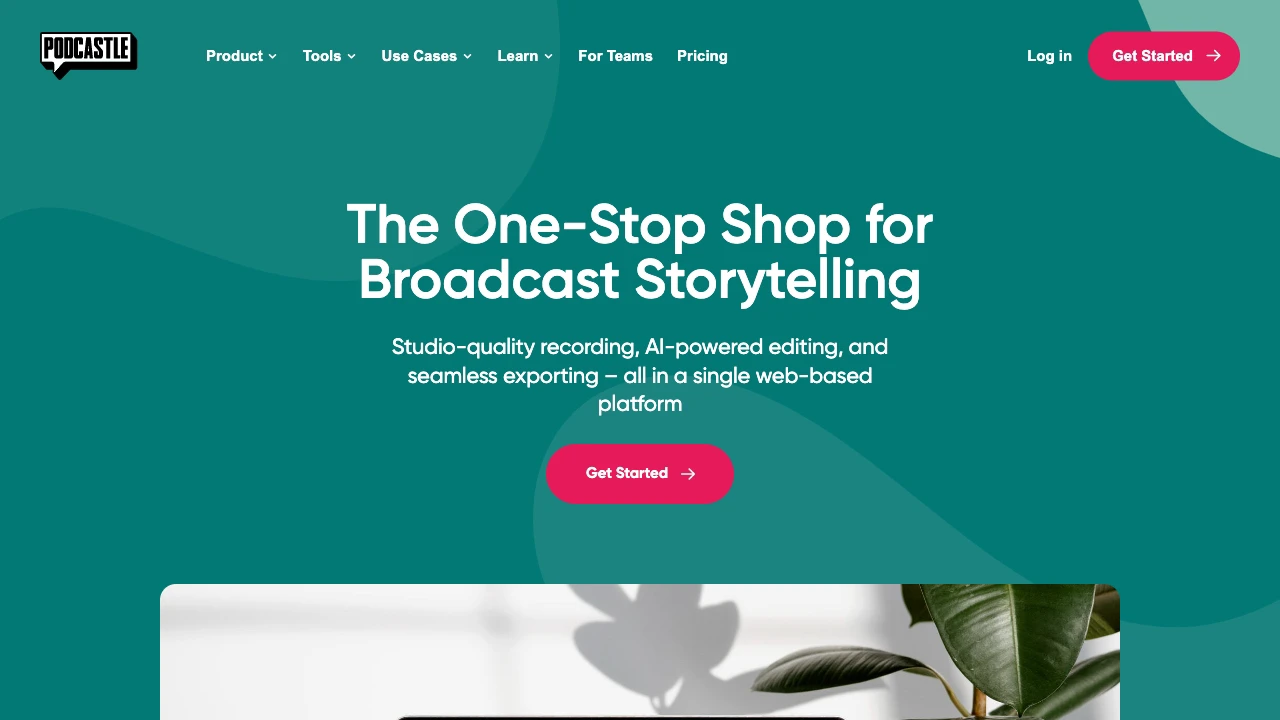 PODCASTLE
Product
Tools
Use Cases
Learn
For Teams
Pricing
Log in
Get Started
The One-Stop Shop for
Broadcast Storytelling
Studio-quality recording, AI-powered editing, and
seamless exporting – all in a single web-based
platform
Get Started